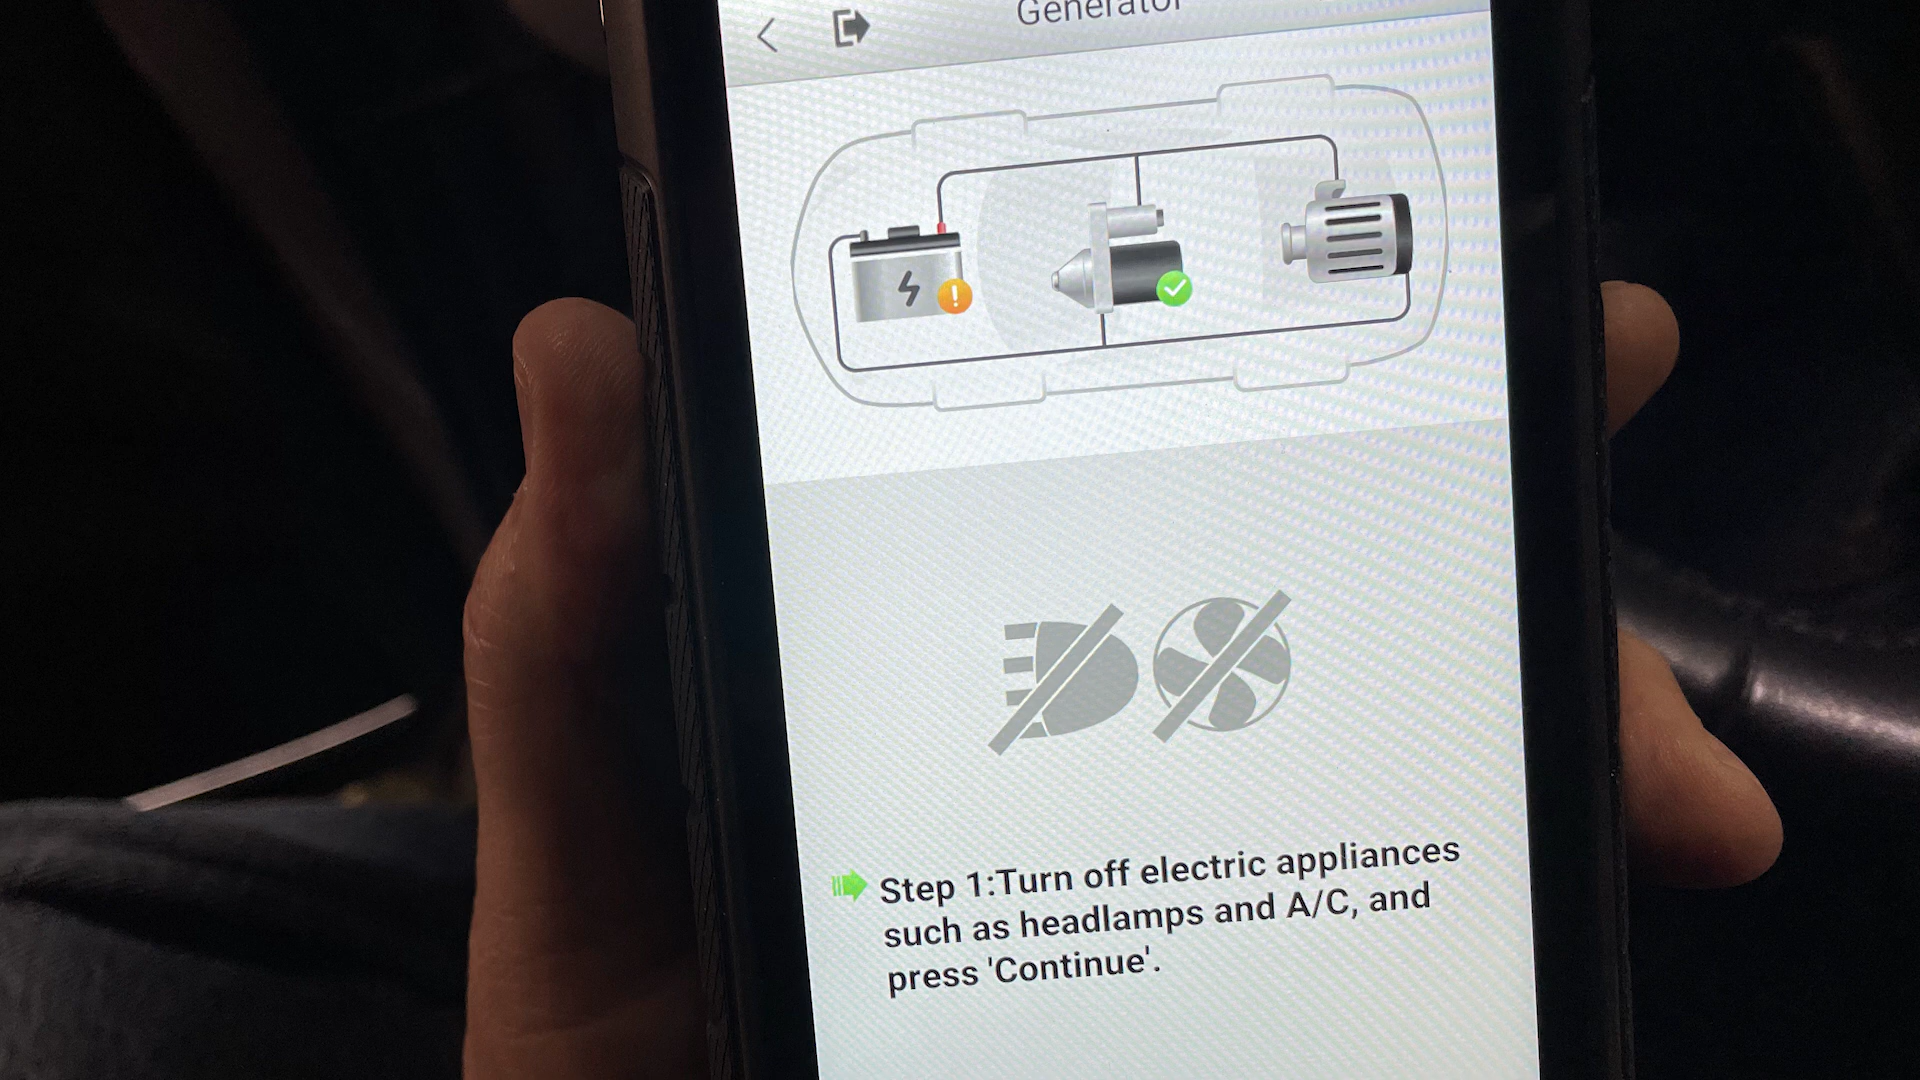 Generator
Step 1:Turn off electric appliances
such as headlamps and A/C, and
press 'Continue'.